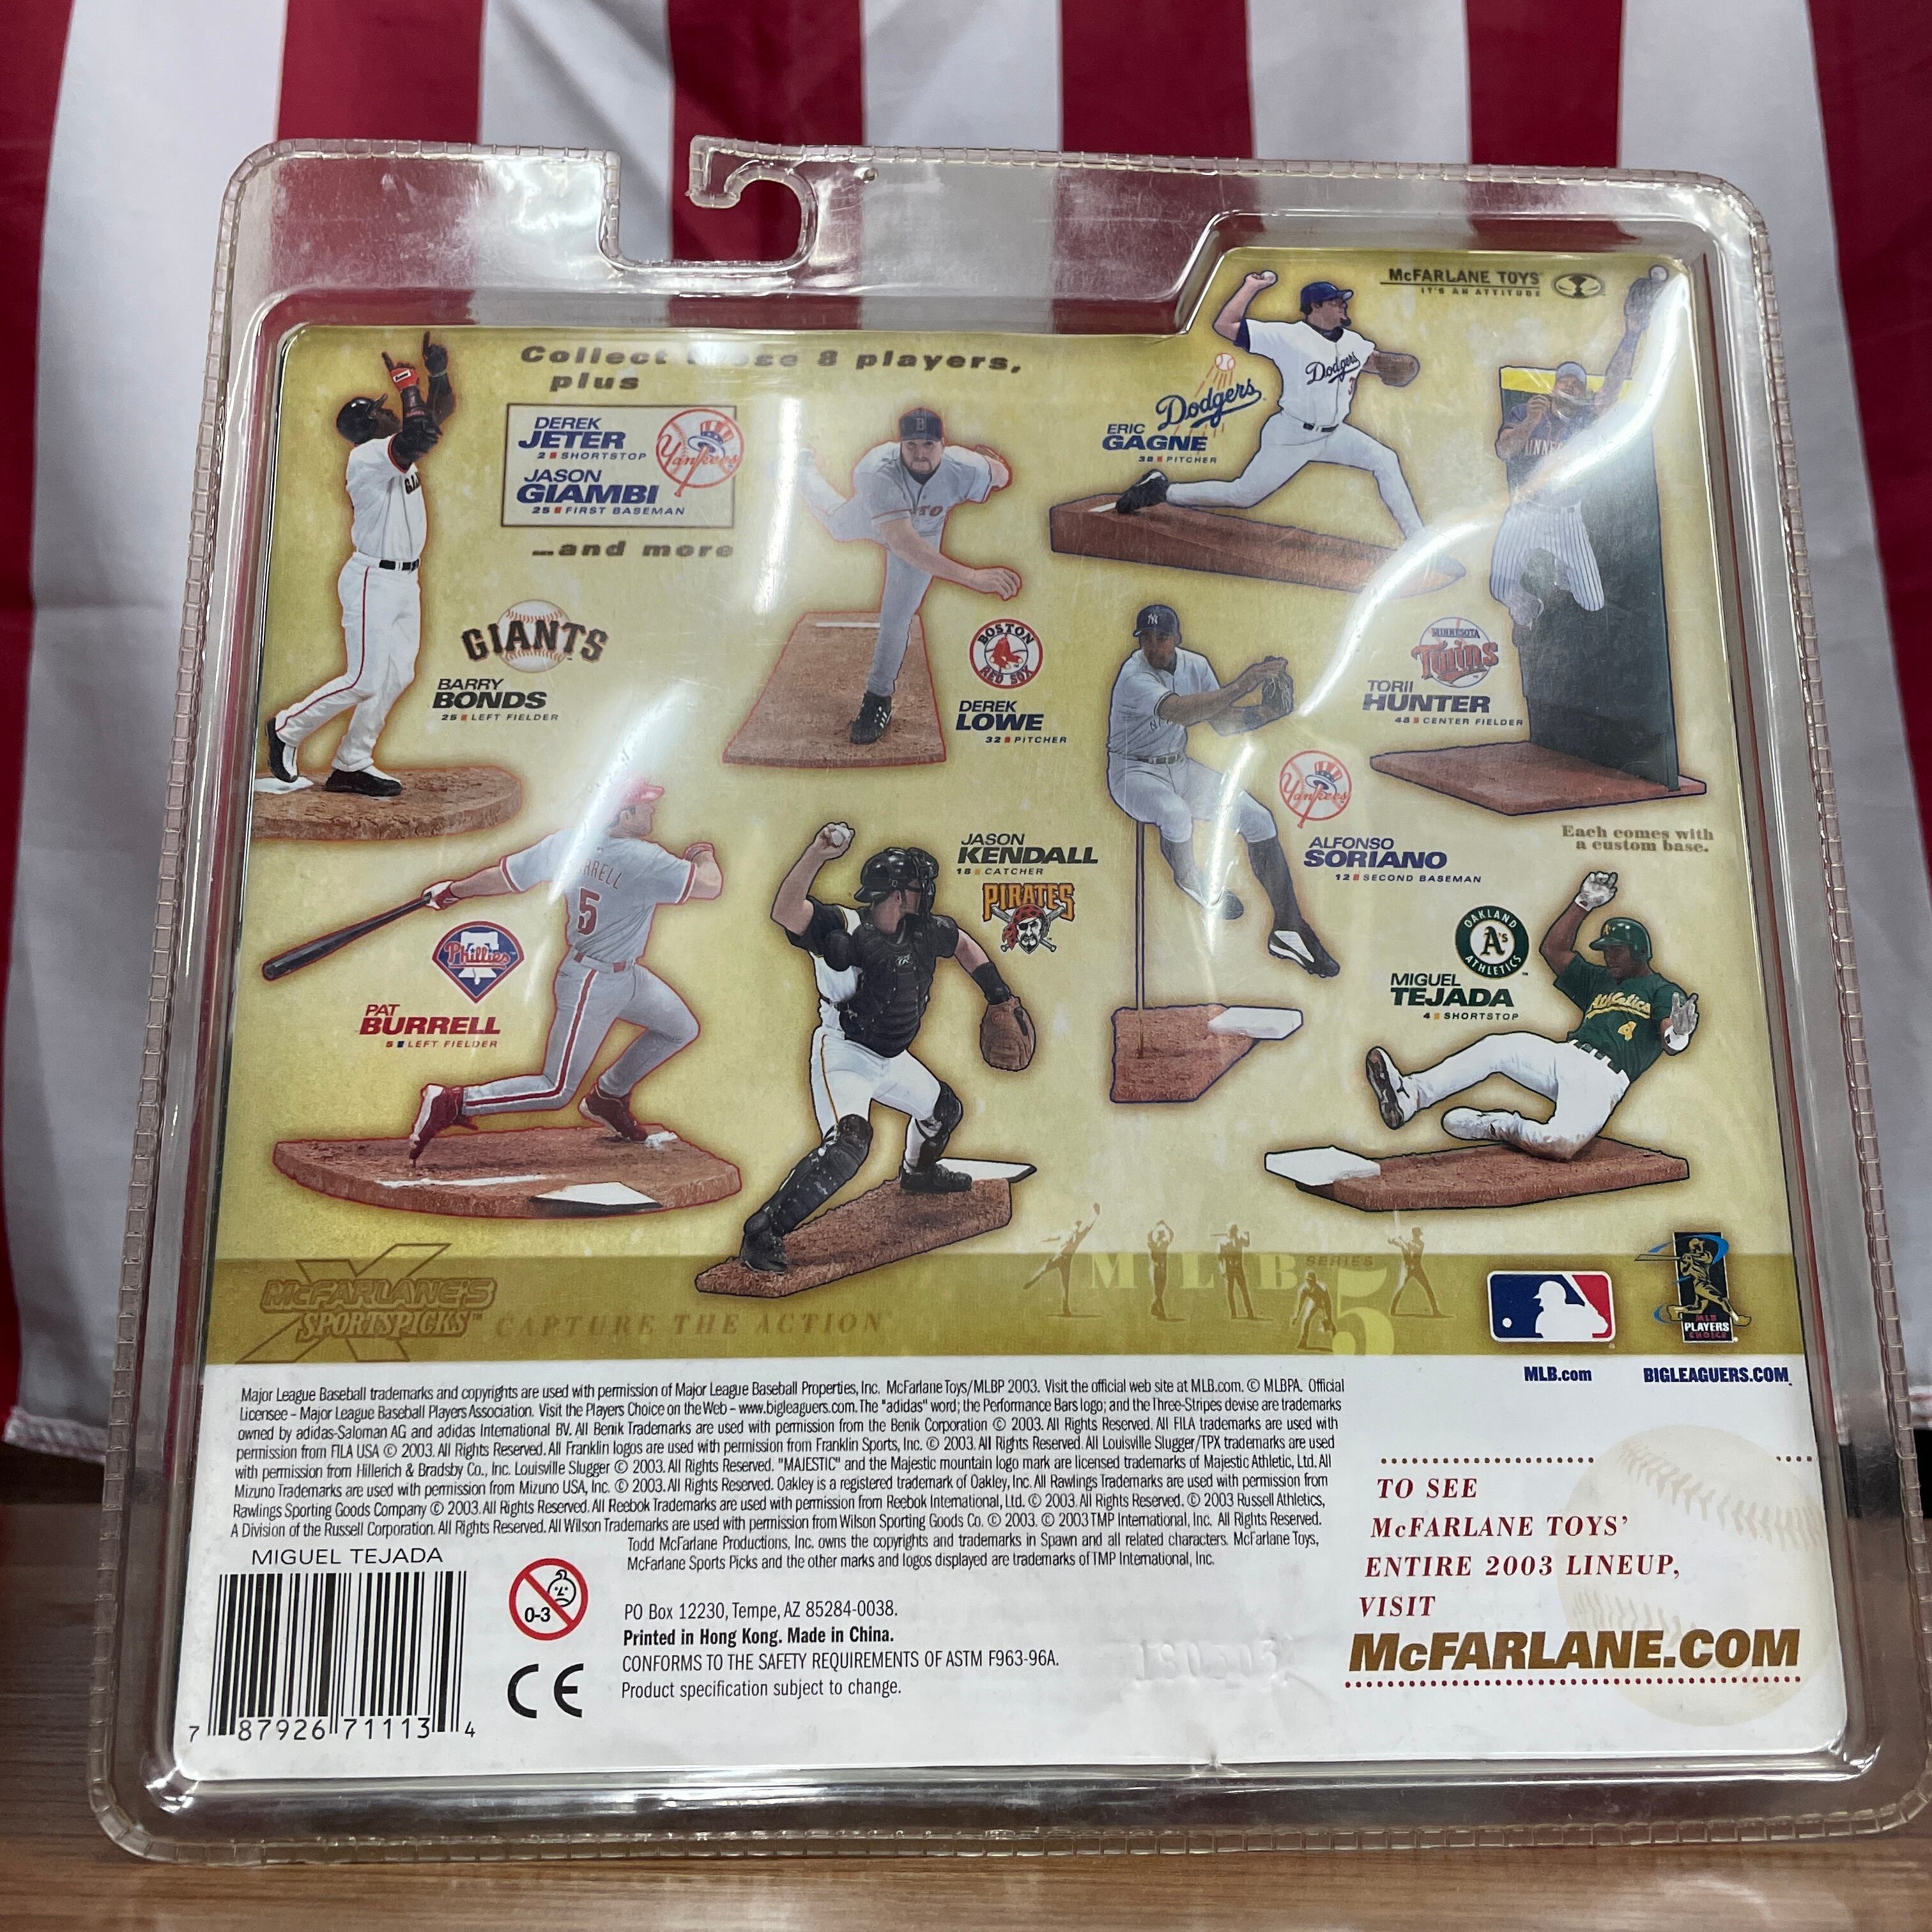 McFARLANE TOYS
IT'S AN ATTITUDE
Collect these 8 players,
plus
DEREK
JETER
2 SHORTSTOP
JASON
GIAMBI
25 FIRST BASEMAN
Yankees
...and more
GIANTS
BARRY
BONDS
25 LEFT FIELDER
BOSTON
RED SOX
DEREK
LOWE
32 PITCHER
Dodgers
ERIC
GAGNE
38 PITCHER
Dodgers
MINNESOTA
Twins
TORII
HUNTER
48 CENTER FIELDER
Each comes with
a custom base.
Yankees
ALFONSO
SORIANO
12 SECOND BASEMAN
JASON
KENDALL
18 CATCHER
PIRATES
Phillies
PAT
BURRELL
5 LEFT FIELDER
5
OAKLAND
A's
ATHLETICS
MIGUEL
TEJADA
4 SHORTSTOP
Athletics
4
McFARLANE'S
SPORTSPICKS™ CAPTURE THE ACTION
MLB SERIES 5
MLB
PLAYERS
CHOICE
MLB.com BIGLEAGUERS.COM
Major League Baseball trademarks and copyrights are used with permission of Major League Baseball Properties, Inc. McFarlane Toys/MLBP 2003. Visit the official web site at MLB.com. © MLBPA. Official
Licensee – Major League Baseball Players Association. Visit the Players Choice on the Web – www.bigleaguers.com. The "adidas" word; the Performance Bars logo; and the Three-Stripes devise are trademarks
owned by adidas-Saloman AG and adidas International BV. All Benik Trademarks are used with permission from the Benik Corporation © 2003. All Rights Reserved. All FILA trademarks are used with
permission from FILA USA © 2003. All Rights Reserved. All Franklin logos are used with permission from Franklin Sports, Inc. © 2003. All Rights Reserved. All Louisville Slugger/TPX trademarks are used
with permission from Hillerich & Bradsby Co., Inc. Louisville Slugger © 2003. All Rights Reserved. "MAJESTIC" and the Majestic mountain logo mark are licensed trademarks of Majestic Athletic, Ltd. All
Mizuno Trademarks are used with permission from Mizuno USA, Inc. © 2003. All Rights Reserved. Oakley is a registered trademark of Oakley, Inc. All Rawlings Trademarks are used with permission from
Rawlings Sporting Goods Company © 2003. All Rights Reserved. All Reebok Trademarks are used with permission from Reebok International, Ltd. © 2003. All Rights Reserved. © 2003 Russell Athletics,
A Division of the Russell Corporation. All Rights Reserved. All Wilson Trademarks are used with permission from Wilson Sporting Goods Co. © 2003. © 2003 TMP International, Inc. All Rights Reserved.
Todd McFarlane Productions, Inc. owns the copyrights and trademarks in Spawn and all related characters. McFarlane Toys,
McFarlane Sports Picks and the other marks and logos displayed are trademarks of TMP International, Inc.
MIGUEL TEJADA
7 87926 71113 4
0-3
CE
PO Box 12230, Tempe, AZ 85284-0038.
Printed in Hong Kong. Made in China.
CONFORMS TO THE SAFETY REQUIREMENTS OF ASTM F963-96A.
Product specification subject to change.
TO SEE
McFARLANE TOYS'
ENTIRE 2003 LINEUP,
VISIT
McFARLANE.COM